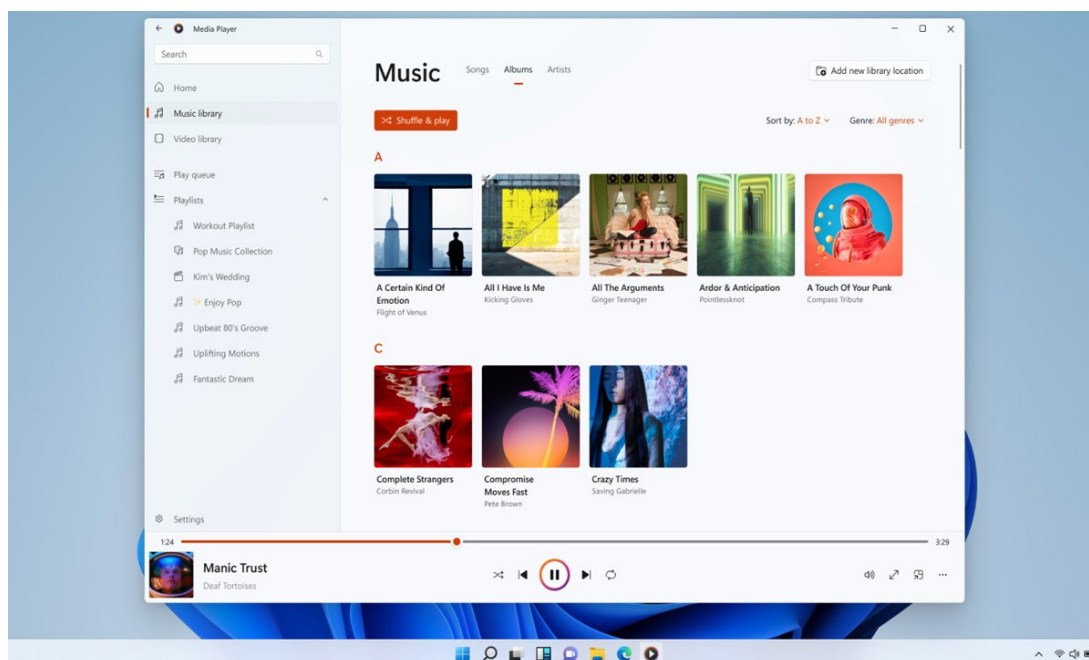 Media Player
Search
Home
Music library
Video library
Play queue
Playlists
Workout Playlist
Pop Music Collection
Kim's Wedding
Enjoy Pop
Upbeat 80's Groove
Uplifting Motions
Fantastic Dream
Settings
Music
Songs Albums Artists
Add new library location
Shuffle & play
Sort by: A to Z
Genre: All genres
A
A Certain Kind Of
Emotion
Flight of Venus
All I Have Is Me
Kicking Gloves
All The Arguments
Ginger Teenager
Ardor & Anticipation
Pointlessknot
A Touch Of Your Punk
Compass Tribute
C
Complete Strangers
Corbin Revival
Compromise
Moves Fast
Pete Brown
Crazy Times
Saving Gabrielle
1:24
3:29
Manic Trust
Deaf Tortoises